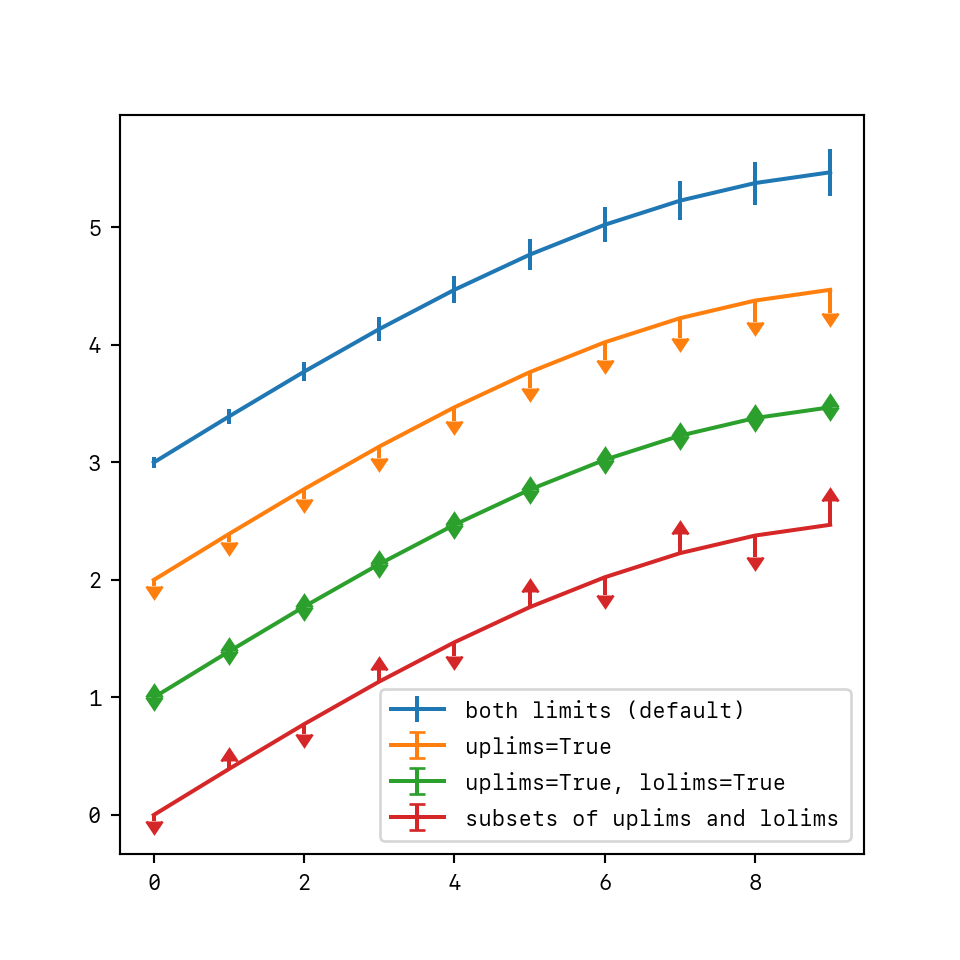 5
4
3
2
1
0
both limits (default)
uplims=True
uplims=True, lolims=True
subsets of uplims and lolims
0 2 4 6 8